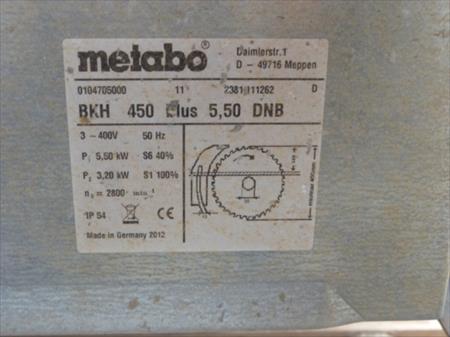 metabo®
Daimlerstr.1
D - 49716 Meppen
0104705000 11 2381 111262 D
BKH 450 Plus 5,50 DNB
3 ~ 400V 50 Hz
P₁ 5,50 kW S6 40%
P₂ 3,20 kW S1 100%
n₀ = 2800 min⁻¹
IP 54 CE
Made in Germany 2012